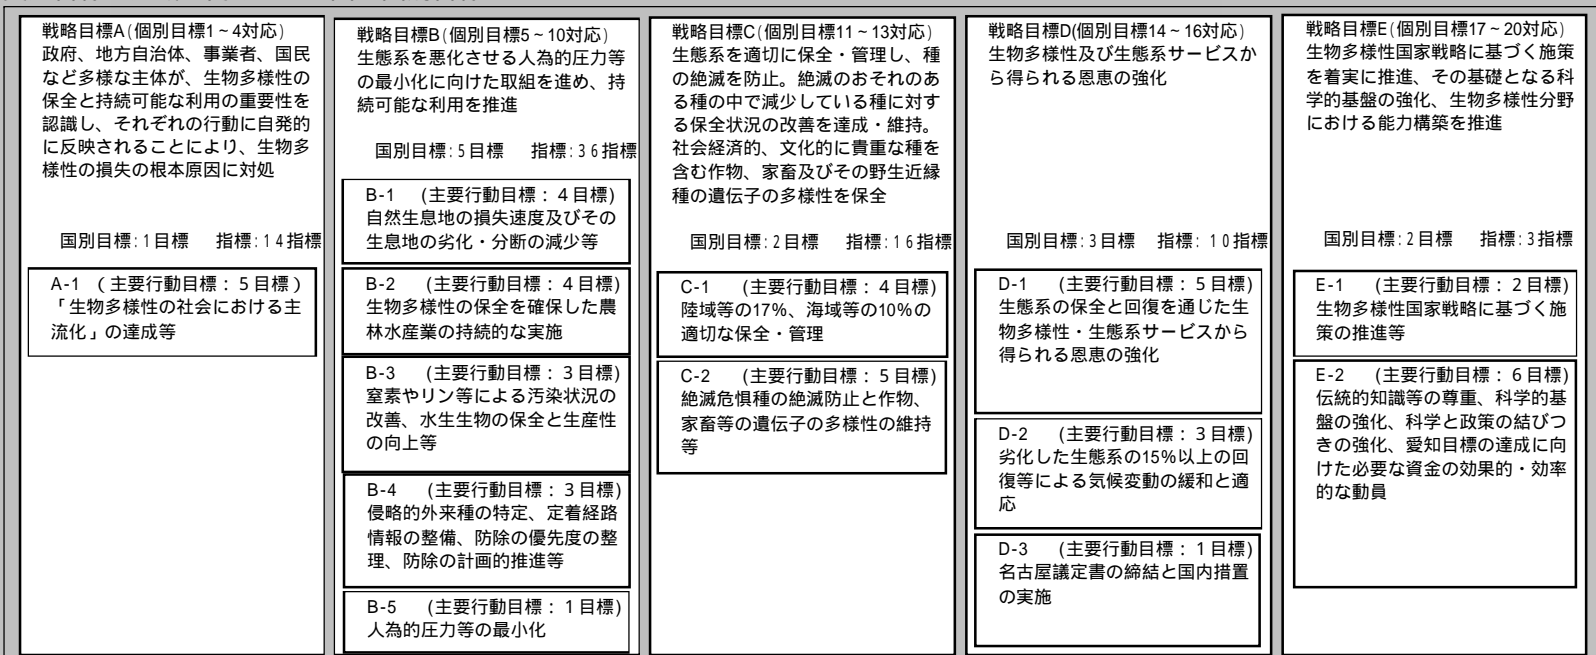 戦略目標A(個別目標1~4対応)
政府、地方自治体、事業者、国民
など多様な主体が、生物多様性の
保全と持続可能な利用の重要性を
認識し、それぞれの行動に自発的
に反映されることにより、生物多
様性の損失の根本原因に対処
国別目標:1目標 指標:14指標
A-1 (主要行動目標:5目標)
「生物多様性の社会における主
流化」の達成等
戦略目標B(個別目標5~10対応)
生態系を悪化させる人為的圧力等
の最小化に向けた取組を進め、持
続可能な利用を推進
国別目標:5目標 指標:36指標
B-1 (主要行動目標:4目標)
自然生息地の損失速度及びその
生息地の劣化・分断の減少等
B-2 (主要行動目標:4目標)
生物多様性の保全を確保した農
林水産業の持続的な実施
B-3 (主要行動目標:3目標)
窒素やリン等による汚染状況の
改善、水生生物の保全と生産性
の向上等
B-4 (主要行動目標:3目標)
侵略的外来種の特定、定着経路
情報の整備、防除の優先度の整
理、防除の計画的推進等
B-5 (主要行動目標:1目標)
人為的圧力等の最小化
戦略目標C(個別目標11~13対応)
生態系を適切に保全・管理し、種
の絶滅を防止。絶滅のおそれのあ
る種の中で減少している種に対す
る保全状況の改善を達成・維持。
社会経済的、文化的に貴重な種を
含む作物、家畜及びその野生近縁
種の遺伝子の多様性を保全
国別目標:2目標 指標:16指標
C-1 (主要行動目標:4目標)
陸域等の17%、海域等の10%の
適切な保全・管理
C-2 (主要行動目標:5目標)
絶滅危惧種の絶滅防止と作物、
家畜等の遺伝子の多様性の維持
等
戦略目標D(個別目標14~16対応)
生物多様性及び生態系サービスか
ら得られる恩恵の強化
国別目標:3目標 指標:10指標
D-1 (主要行動目標:5目標)
生態系の保全と回復を通じた生
物多様性・生態系サービスから
得られる恩恵の強化
D-2 (主要行動目標:3目標)
劣化した生態系の15%以上の回
復等による気候変動の緩和と適
応
D-3 (主要行動目標:1目標)
名古屋議定書の締結と国内措置
の実施
戦略目標E(個別目標17~20対応)
生物多様性国家戦略に基づく施策
を着実に推進、その基礎となる科
学的基盤の強化、生物多様性分野
における能力構築を推進
国別目標:2目標 指標:3指標
E-1 (主要行動目標:2目標)
生物多様性国家戦略に基づく施
策の推進等
E-2 (主要行動目標:6目標)
伝統的知識等の尊重、科学的基
盤の強化、科学と政策の結びつ
きの強化、愛知目標の達成に向
けた必要な資金の効果的・効率
的な動員